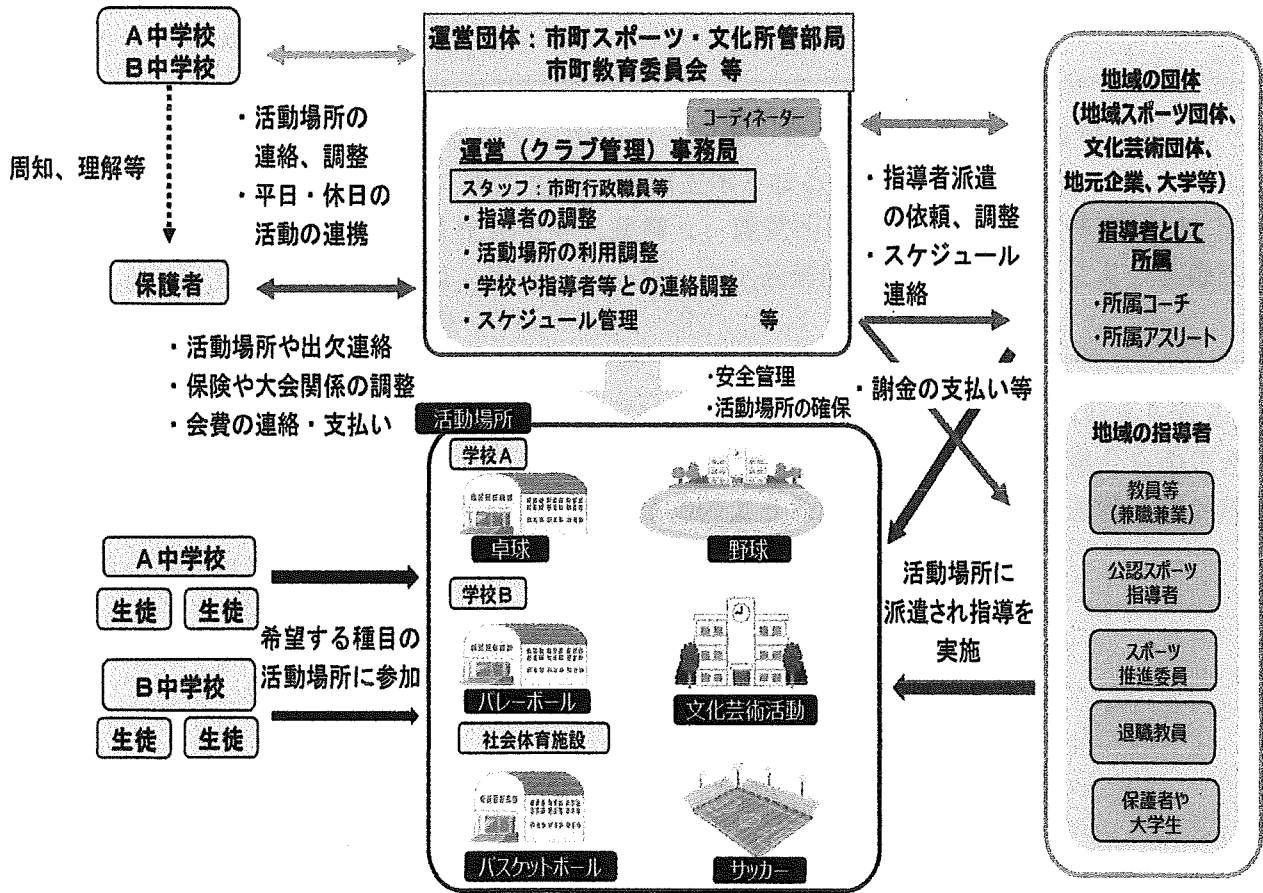 A中学校
B中学校
運営団体：市町スポーツ・文化所管部局
市町教育委員会 等
コーディネーター
運営（クラブ管理）事務局
スタッフ：市町行政職員等
・指導者の調整
・活動場所の利用調整
・学校や指導者等との連絡調整
・スケジュール管理 等
周知、理解等
・活動場所の
連絡、調整
・平日・休日の
活動の連携
保護者
・活動場所や出欠連絡
・保険や大会関係の調整
・会費の連絡・支払い
・指導者派遣
の依頼、調整
・スケジュール
連絡
・謝金の支払い等
地域の団体
（地域スポーツ団体、
文化芸術団体、
地元企業、大学等）
指導者として
所属
・所属コーチ
・所属アスリート
・安全管理
・活動場所の確保
活動場所
学校A
卓球
野球
学校B
バレーボール
文化芸術活動
社会体育施設
バスケットボール
サッカー
A中学校
生徒 生徒
希望する種目の
活動場所に参加
B中学校
生徒 生徒
活動場所に
派遣され指導を
実施
地域の指導者
教員等
（兼職兼業）
公認スポーツ
指導者
スポーツ
推進委員
退職教員
保護者や
大学生